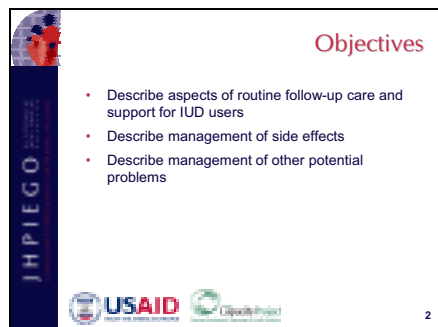 Objectives
• Describe aspects of routine follow-up care and
support for IUD users
• Describe management of side effects
• Describe management of other potential
problems
JHPIEGO
USAID
2